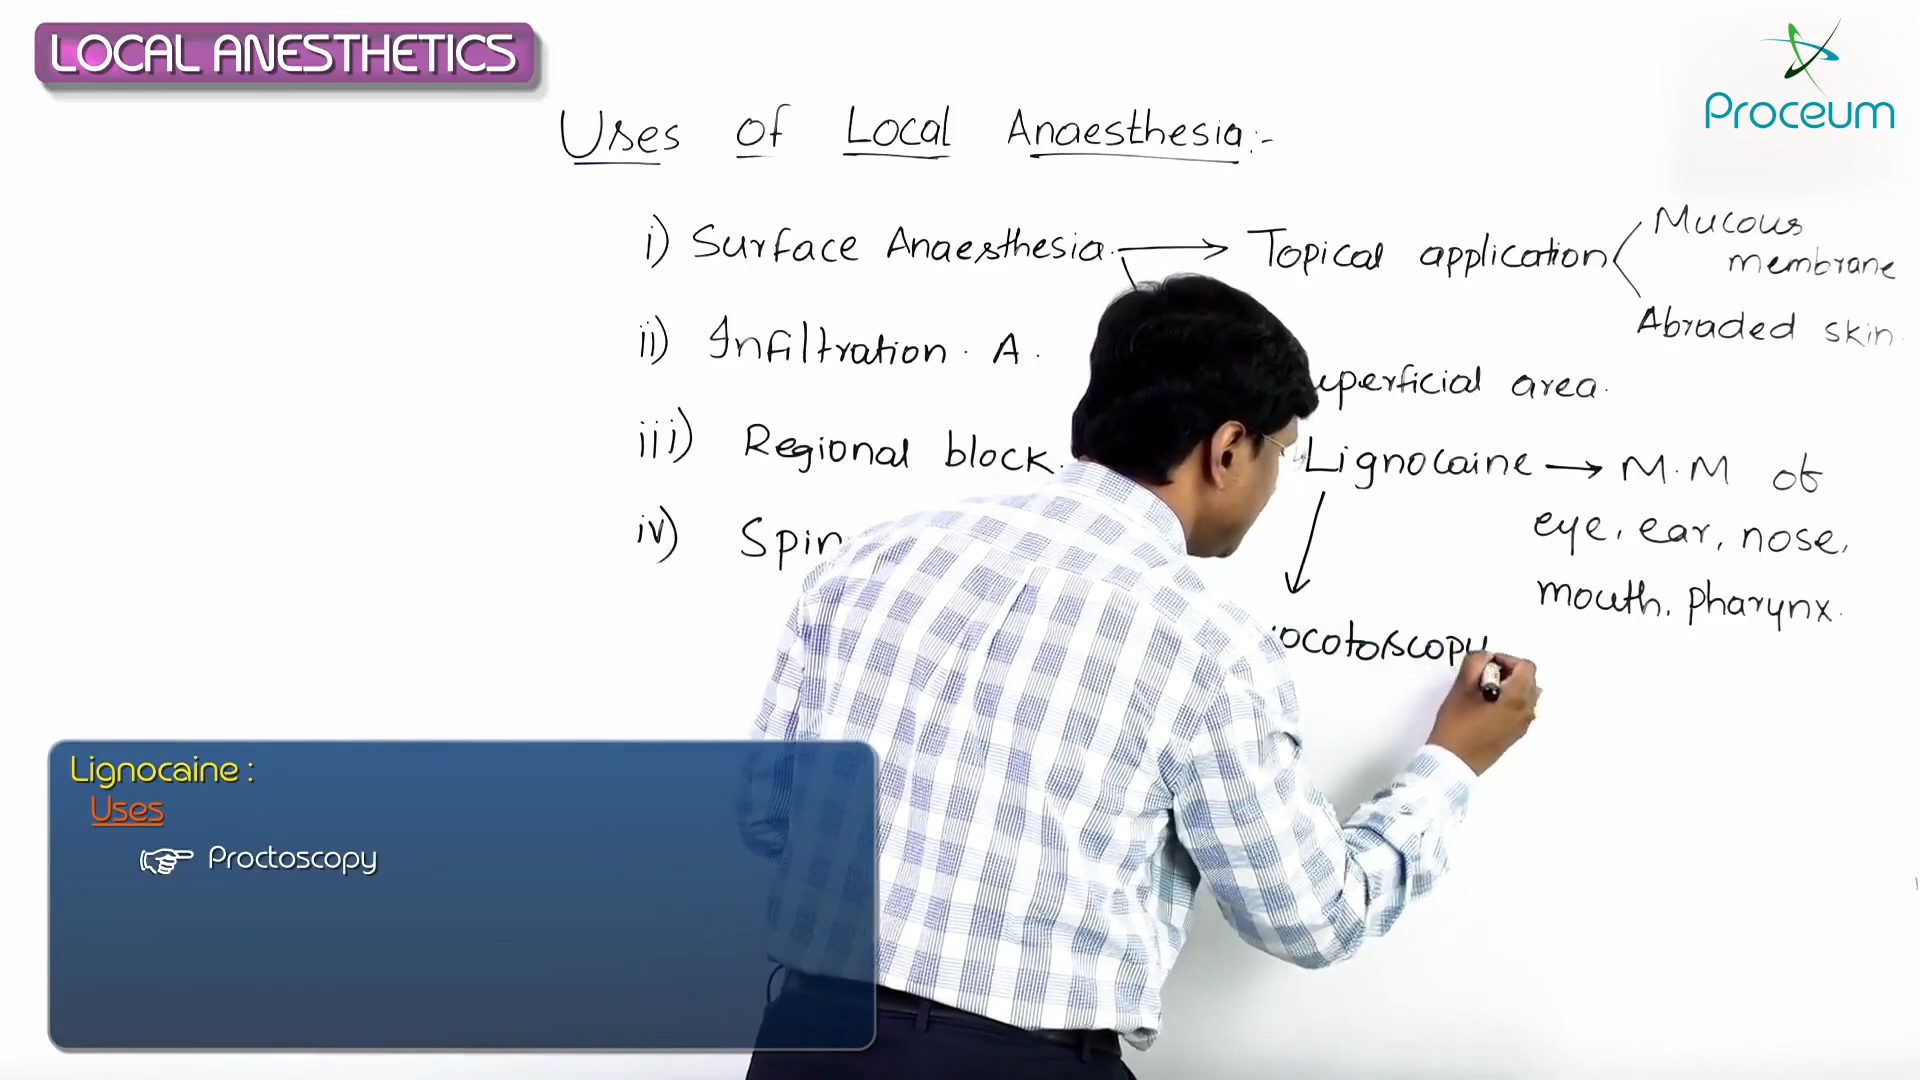 LOCAL ANESTHETICS
Proceum
Uses of Local Anaesthesia:-
i) Surface Anaesthesia. → Topical application
Mucous
membrane
Abraded skin.
ii) Infiltration. A.
uperficial area.
iii) Regional block.
Lignocaine → M.M of
eye, ear, nose,
mouth, pharynx.
iv) Spin
ocotoscopy
Lignocaine :
Uses
Proctoscopy